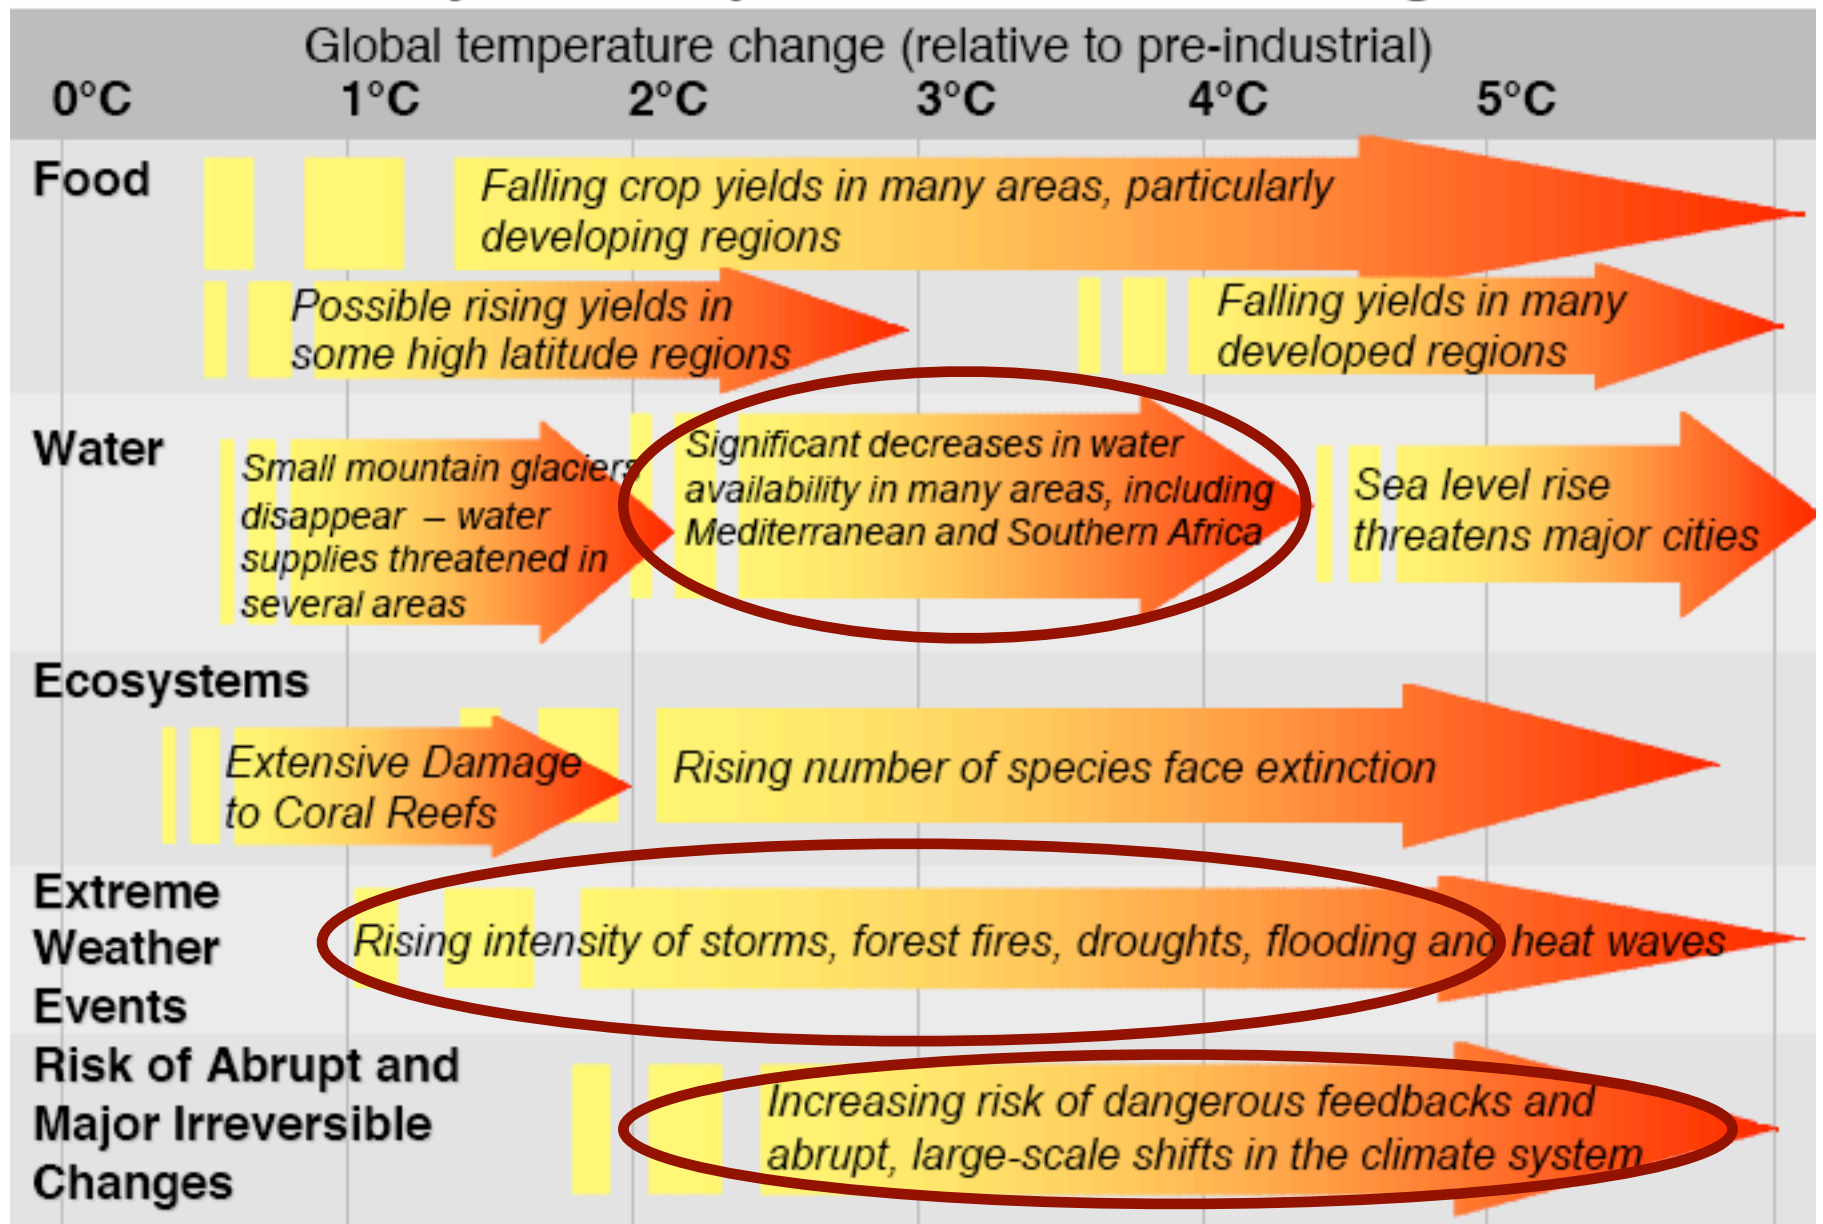 Global temperature change (relative to pre-industrial)
0°C 1°C 2°C 3°C 4°C 5°C
Food
Falling crop yields in many areas, particularly
developing regions
Possible rising yields in
some high latitude regions
Falling yields in many
developed regions
Water
Small mountain glaciers
disappear – water
supplies threatened in
several areas
Significant decreases in water
availability in many areas, including
Mediterranean and Southern Africa
Sea level rise
threatens major cities
Ecosystems
Extensive Damage
to Coral Reefs
Rising number of species face extinction
Extreme
Weather
Events
Rising intensity of storms, forest fires, droughts, flooding and heat waves
Risk of Abrupt and
Major Irreversible
Changes
Increasing risk of dangerous feedbacks and
abrupt, large-scale shifts in the climate system